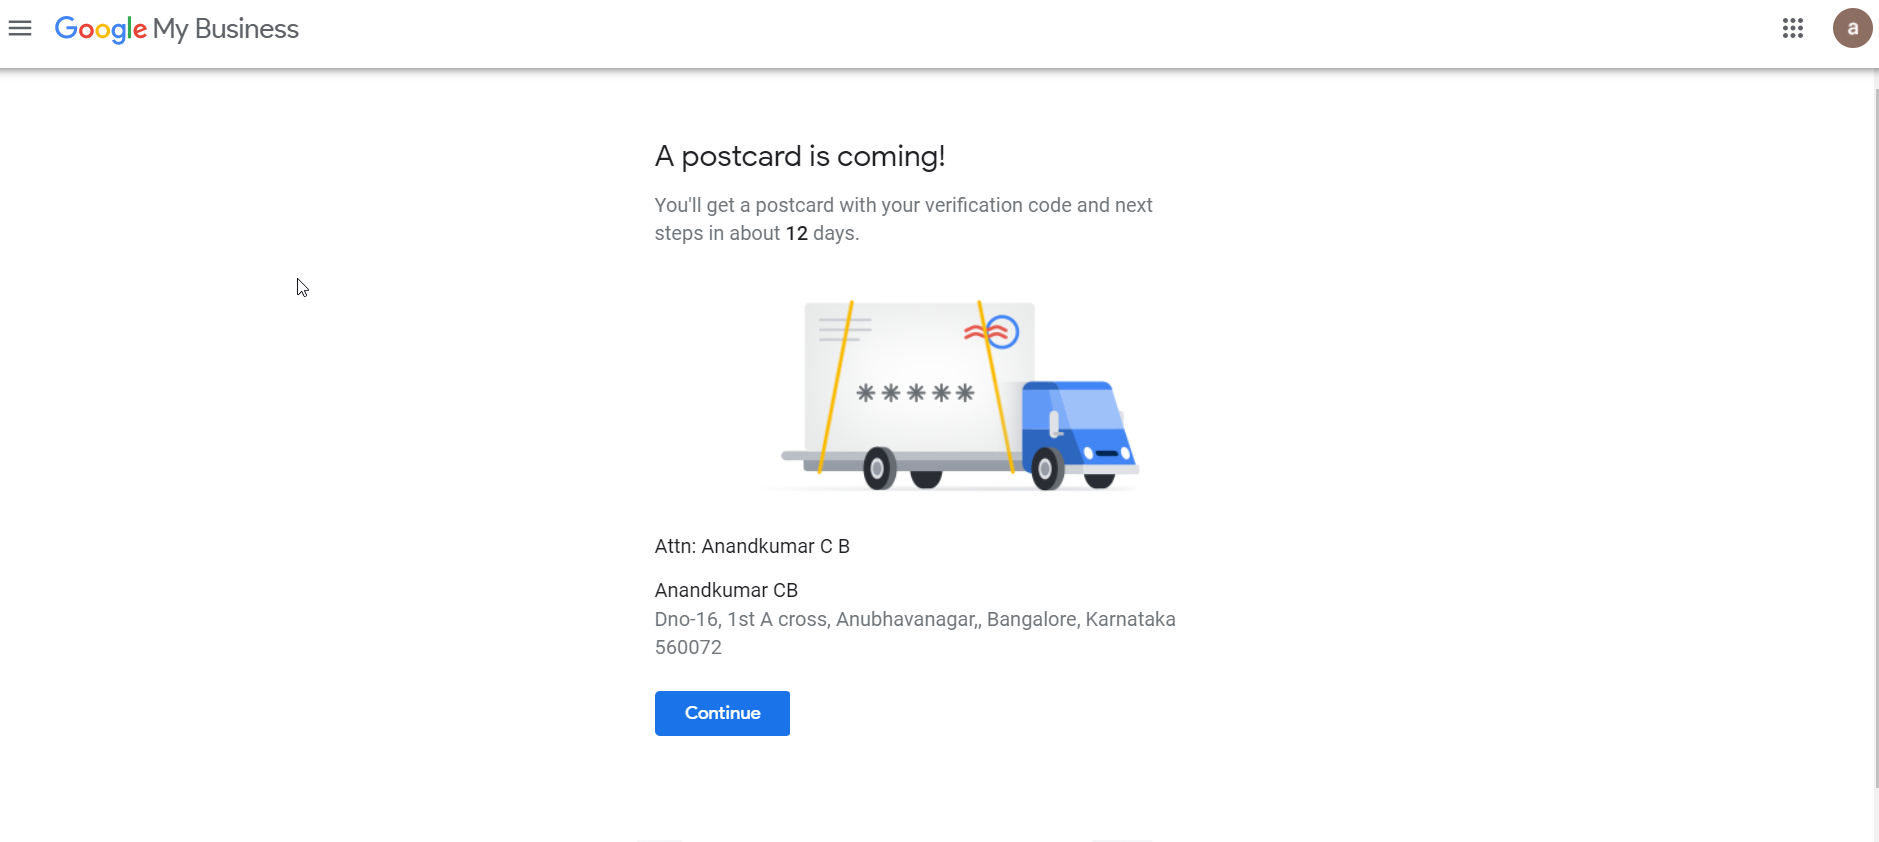 Google My Business
a
A postcard is coming!
You'll get a postcard with your verification code and next
steps in about 12 days.
*****
Attn: Anandkumar C B
Anandkumar CB
Dno-16, 1st A cross, Anubhavanagar,, Bangalore, Karnataka
560072
Continue